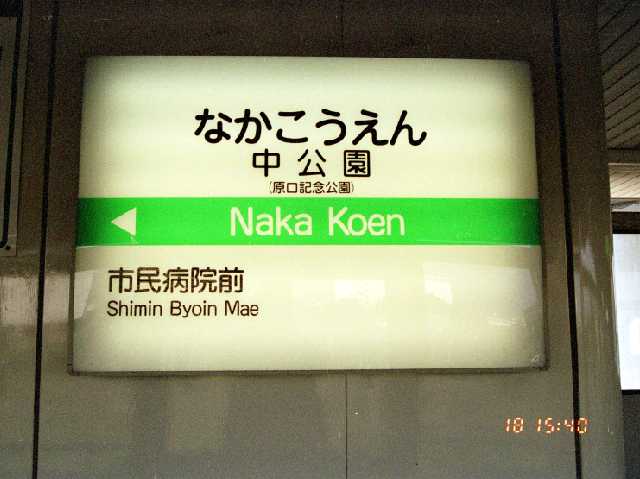 なかこうえん
中公園
(原口記念公園)
Naka Koen
市民病院前
Shimin Byoin Mae
18 15:40